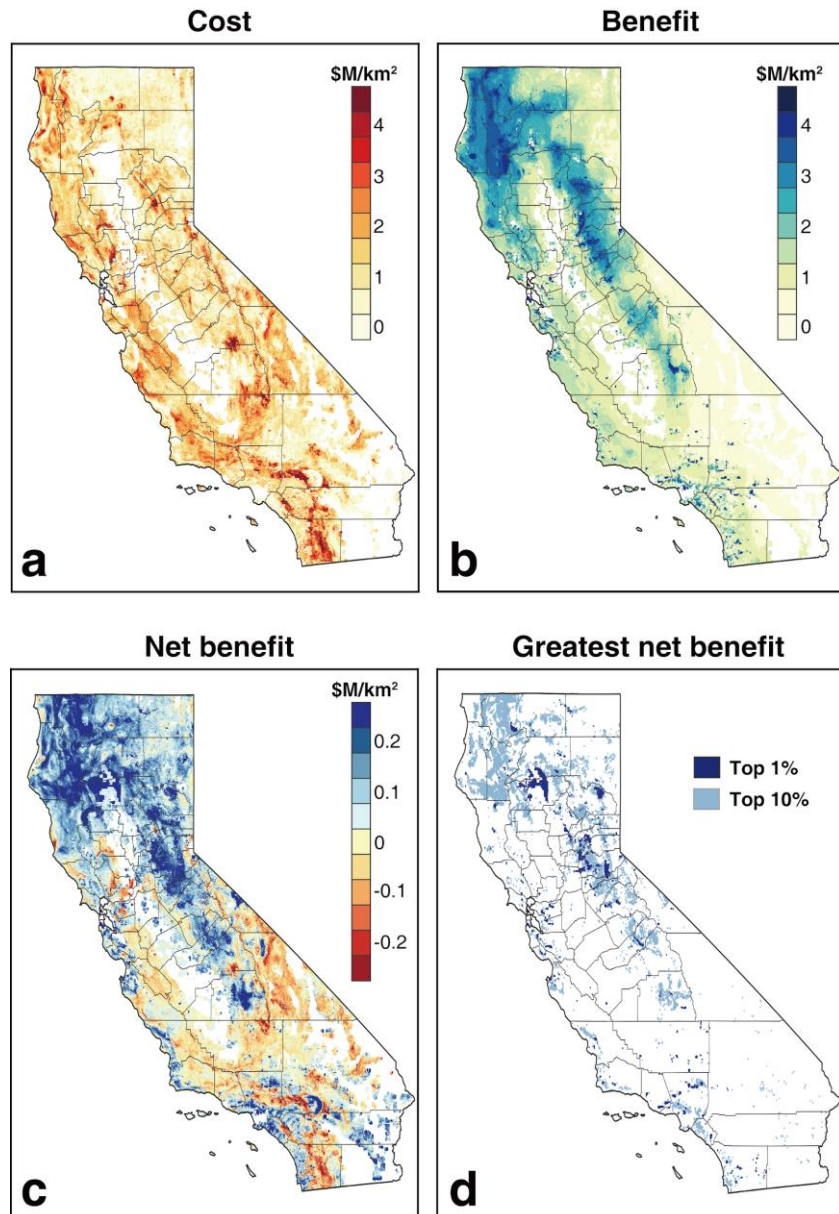 Cost
$M/km²
4
3
2
1
0
a
Benefit
$M/km²
4
3
2
1
0
b
Net benefit
$M/km²
0.2
0.1
0
-0.1
-0.2
c
Greatest net benefit
Top 1%
Top 10%
d